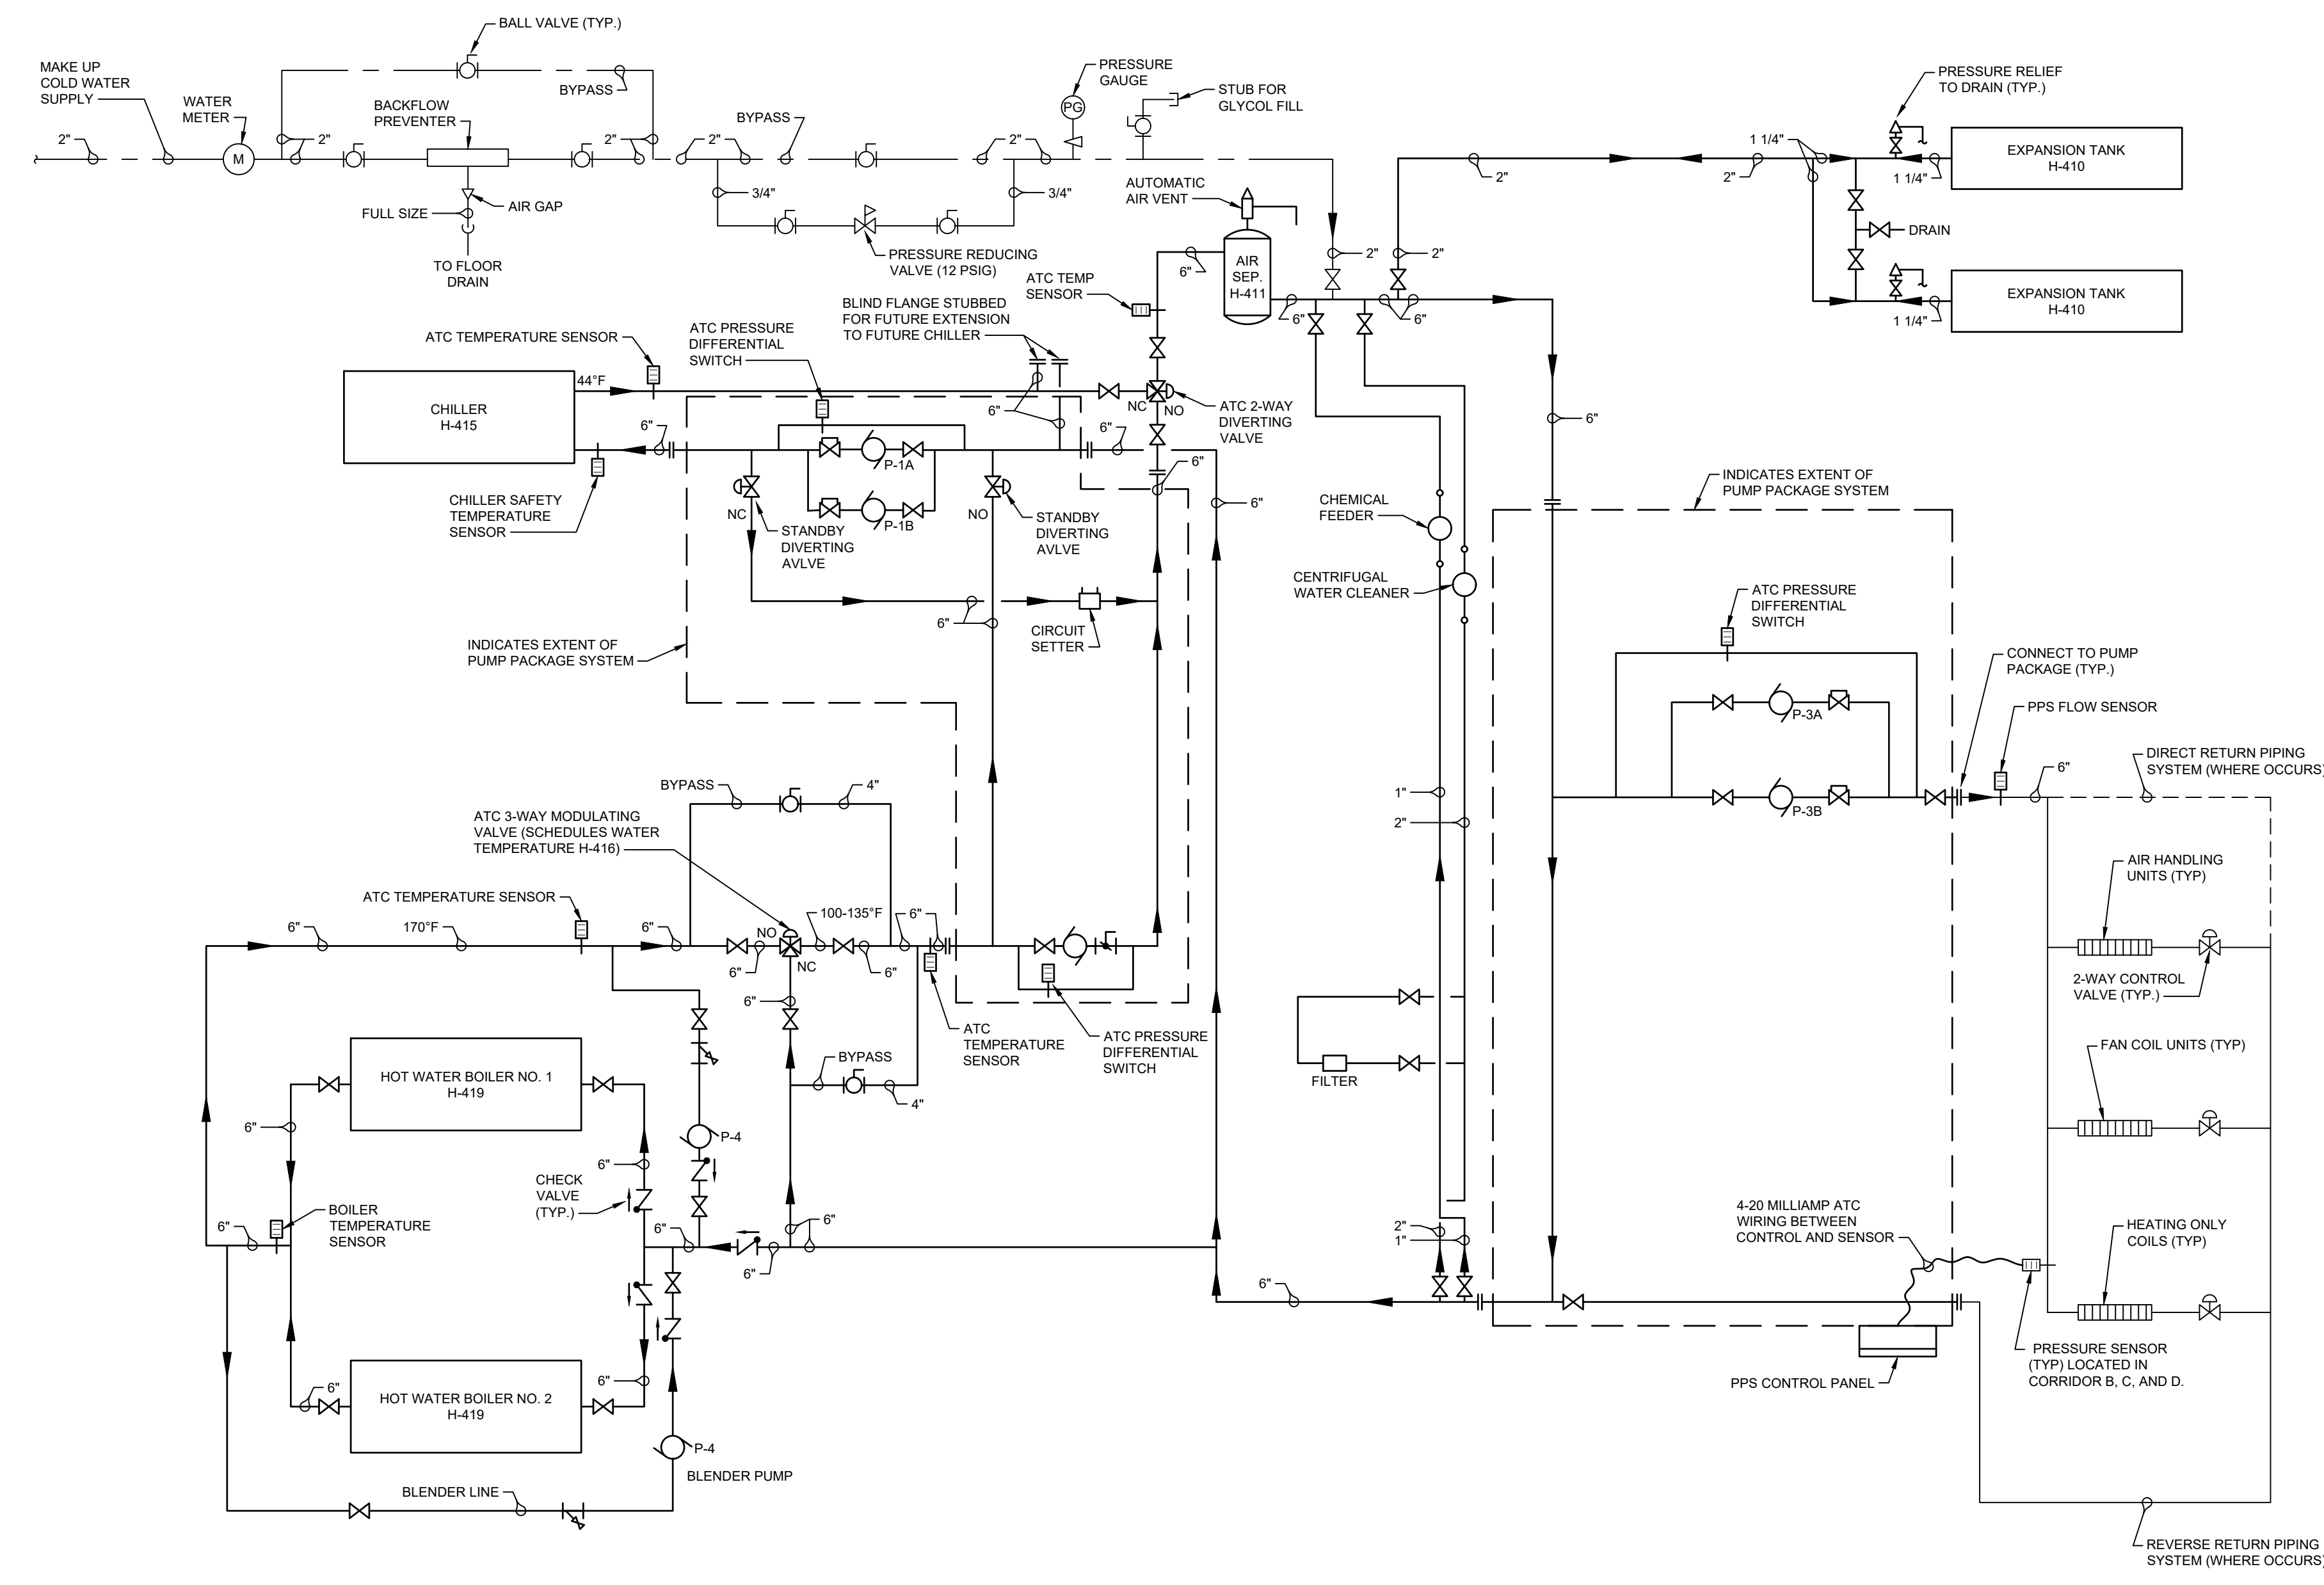 BALL VALVE (TYP.)
MAKE UP
COLD WATER
SUPPLY
2"
WATER
METER
M
BYPASS
BACKFLOW
PREVENTER
2"
2"
FULL SIZE
AIR GAP
TO FLOOR
DRAIN
2"
BYPASS
3/4"
2"
3/4"
PRESSURE REDUCING
VALVE (12 PSIG)
PRESSURE
GAUGE
PG
STUB FOR
GLYCOL FILL
AUTOMATIC
AIR VENT
AIR
SEP.
H-411
6"
6"
2"
2"
6"
2"
2"
1 1/4"
PRESSURE RELIEF
TO DRAIN (TYP.)
1 1/4"
EXPANSION TANK
H-410
DRAIN
1 1/4"
EXPANSION TANK
H-410
ATC TEMP
SENSOR
BLIND FLANGE STUBBED
FOR FUTURE EXTENSION
TO FUTURE CHILLER
ATC PRESSURE
DIFFERENTIAL
SWITCH
ATC TEMPERATURE SENSOR
CHILLER
H-415
44°F
6"
6"
6"
NC
NO
ATC 2-WAY
DIVERTING
VALVE
6"
6"
P-1A
P-1B
CHILLER SAFETY
TEMPERATURE
SENSOR
NC
STANDBY
DIVERTING
AVLVE
NO
STANDBY
DIVERTING
AVLVE
6"
CIRCUIT
SETTER
INDICATES EXTENT OF
PUMP PACKAGE SYSTEM
6"
CHEMICAL
FEEDER
CENTRIFUGAL
WATER CLEANER
INDICATES EXTENT OF
PUMP PACKAGE SYSTEM
ATC PRESSURE
DIFFERENTIAL
SWITCH
P-3A
P-3B
CONNECT TO PUMP
PACKAGE (TYP.)
PPS FLOW SENSOR
6"
DIRECT RETURN PIPING
SYSTEM (WHERE OCCURS)
1"
2"
BYPASS
4"
ATC 3-WAY MODULATING
VALVE (SCHEDULES WATER
TEMPERATURE H-416)
ATC TEMPERATURE SENSOR
6"
170°F
6"
NO
100-135°F
6"
6"
NC
6"
6"
ATC
TEMPERATURE
SENSOR
ATC PRESSURE
DIFFERENTIAL
SWITCH
AIR HANDLING
UNITS (TYP)
2-WAY CONTROL
VALVE (TYP.)
FAN COIL UNITS (TYP)
FILTER
BYPASS
4"
HOT WATER BOILER NO. 1
H-419
6"
P-4
6"
CHECK
VALVE
(TYP.)
BOILER
TEMPERATURE
SENSOR
6"
6"
6"
6"
2"
1"
6"
4-20 MILLIAMP ATC
WIRING BETWEEN
CONTROL AND SENSOR
HEATING ONLY
COILS (TYP)
PRESSURE SENSOR
(TYP) LOCATED IN
CORRIDOR B, C, AND D.
PPS CONTROL PANEL
6"
HOT WATER BOILER NO. 2
H-419
6"
P-4
BLENDER PUMP
BLENDER LINE
REVERSE RETURN PIPING
SYSTEM (WHERE OCCURS)